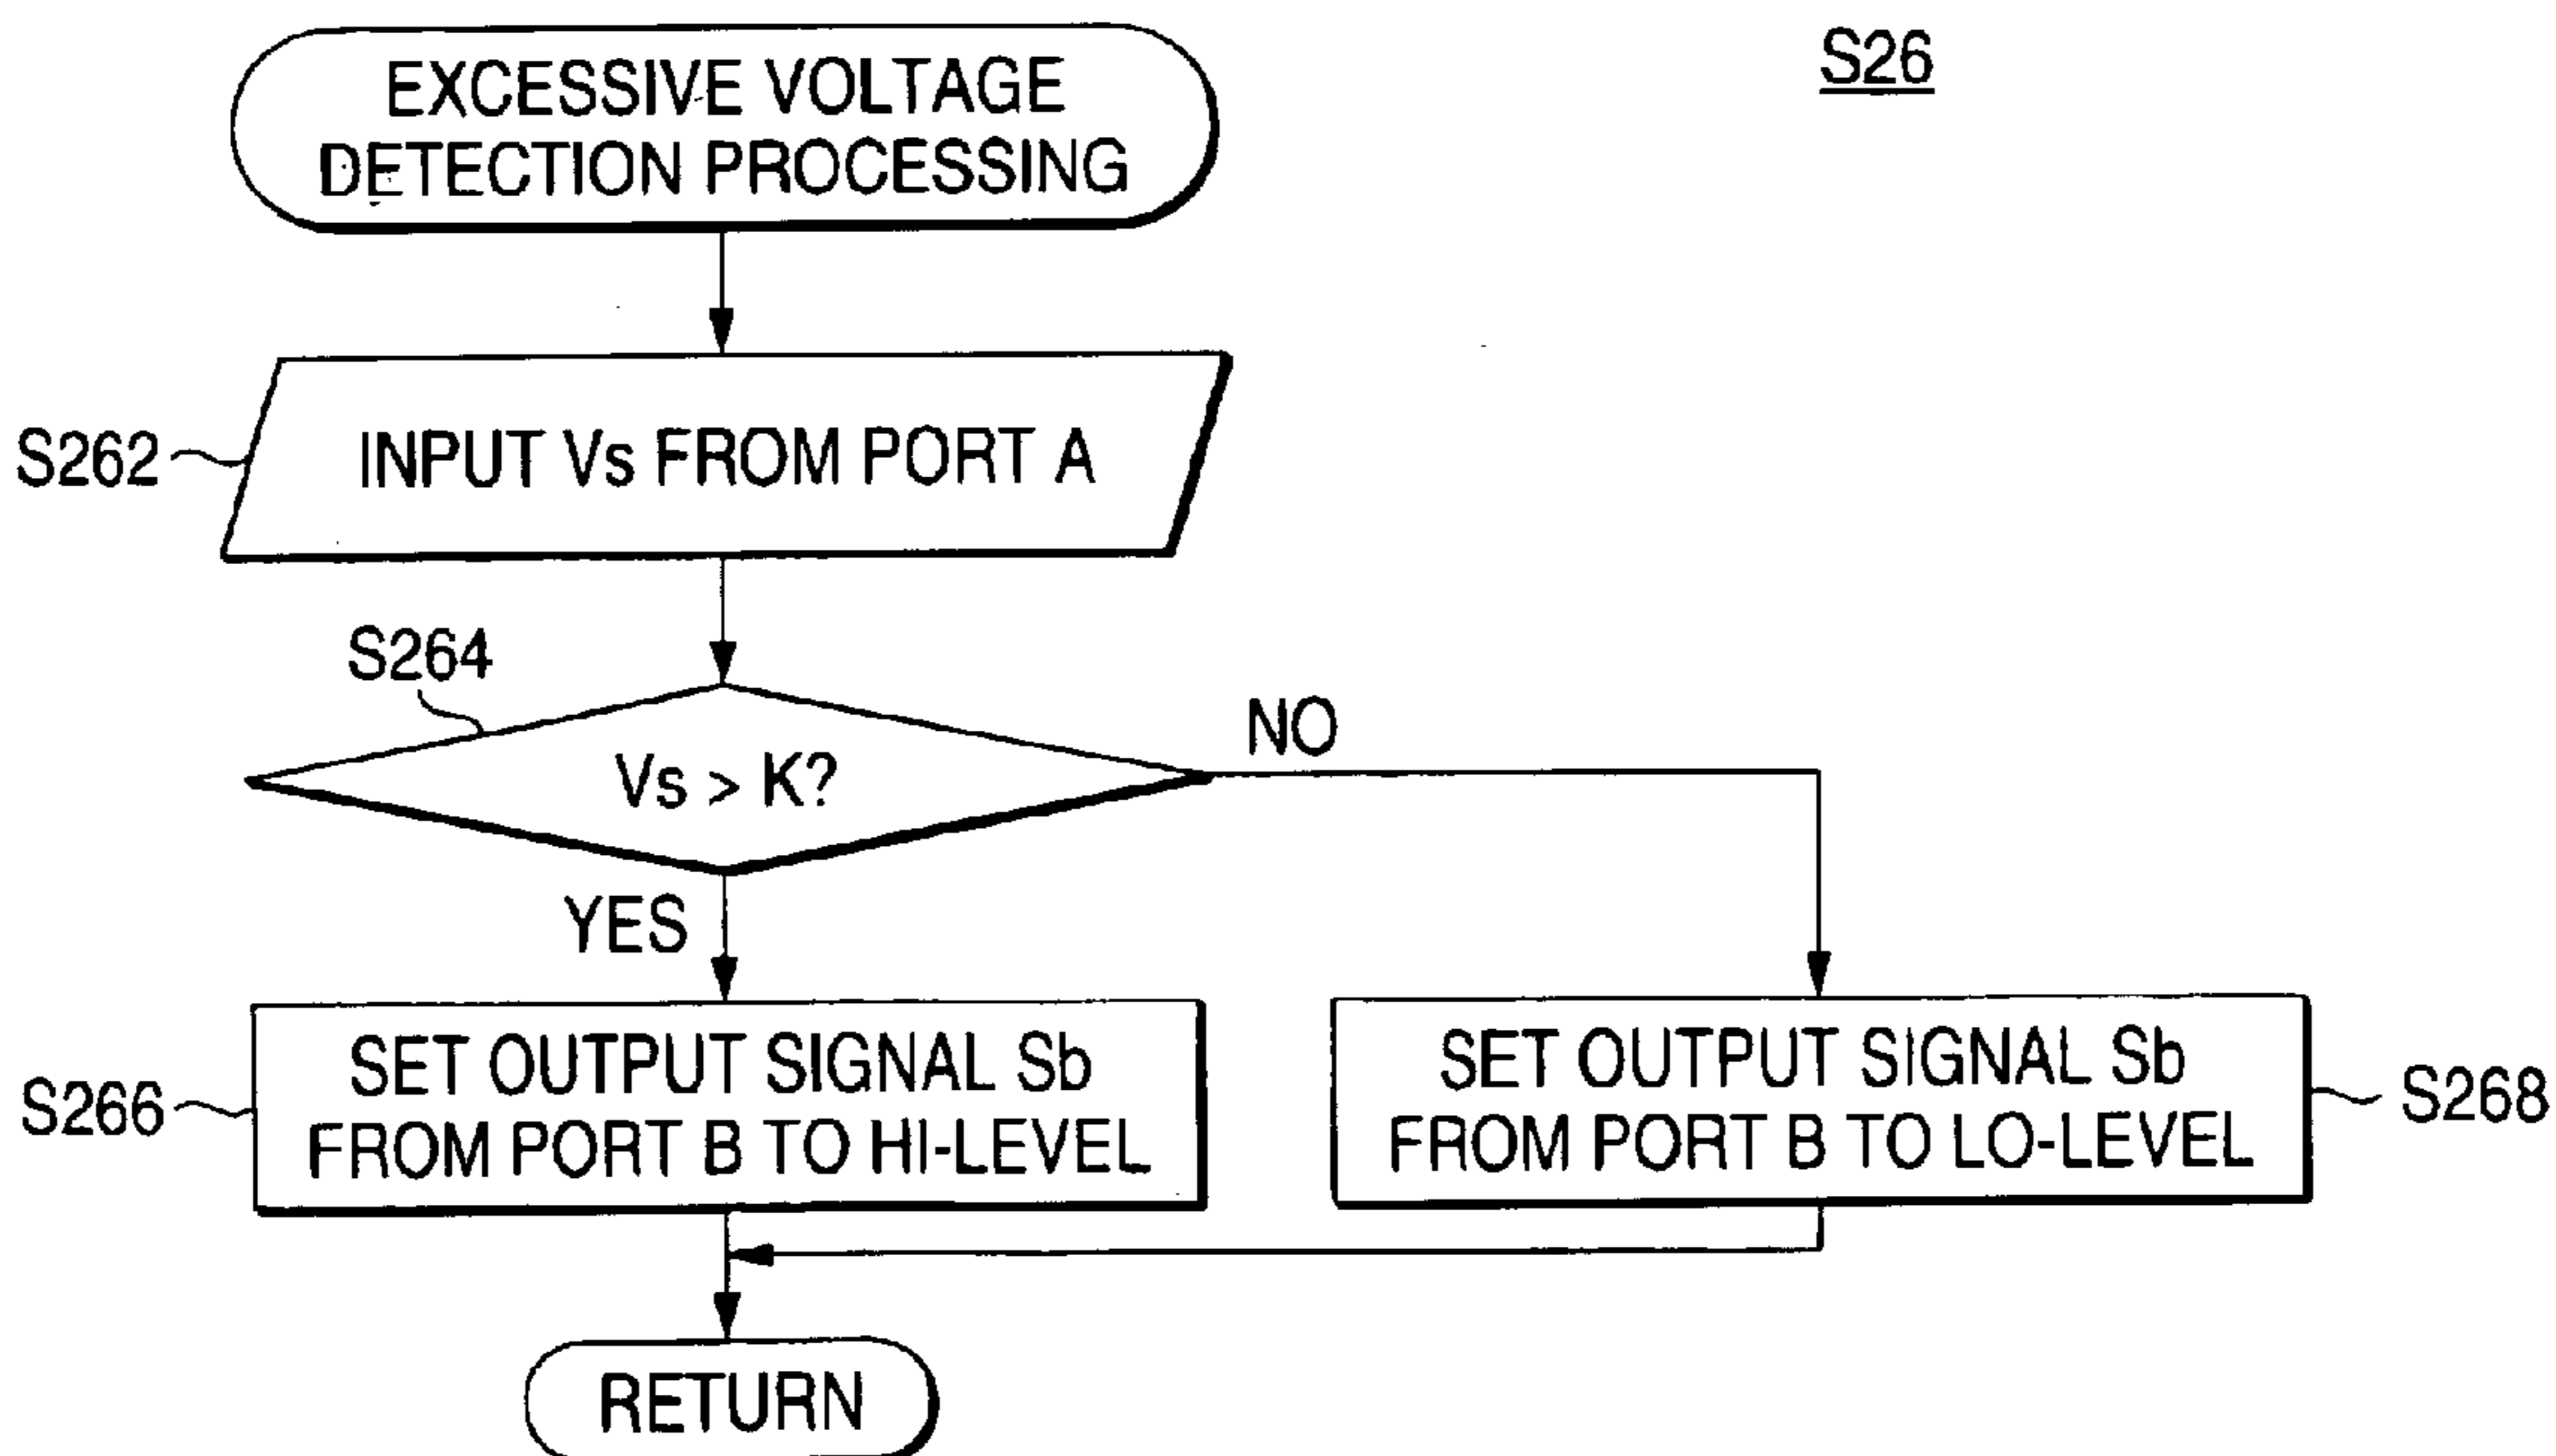 S26
EXCESSIVE VOLTAGE
DETECTION PROCESSING
S262
INPUT Vs FROM PORT A
S264
Vs > K?
NO
YES
S266
SET OUTPUT SIGNAL Sb
FROM PORT B TO HI-LEVEL
SET OUTPUT SIGNAL Sb
FROM PORT B TO LO-LEVEL
S268
RETURN